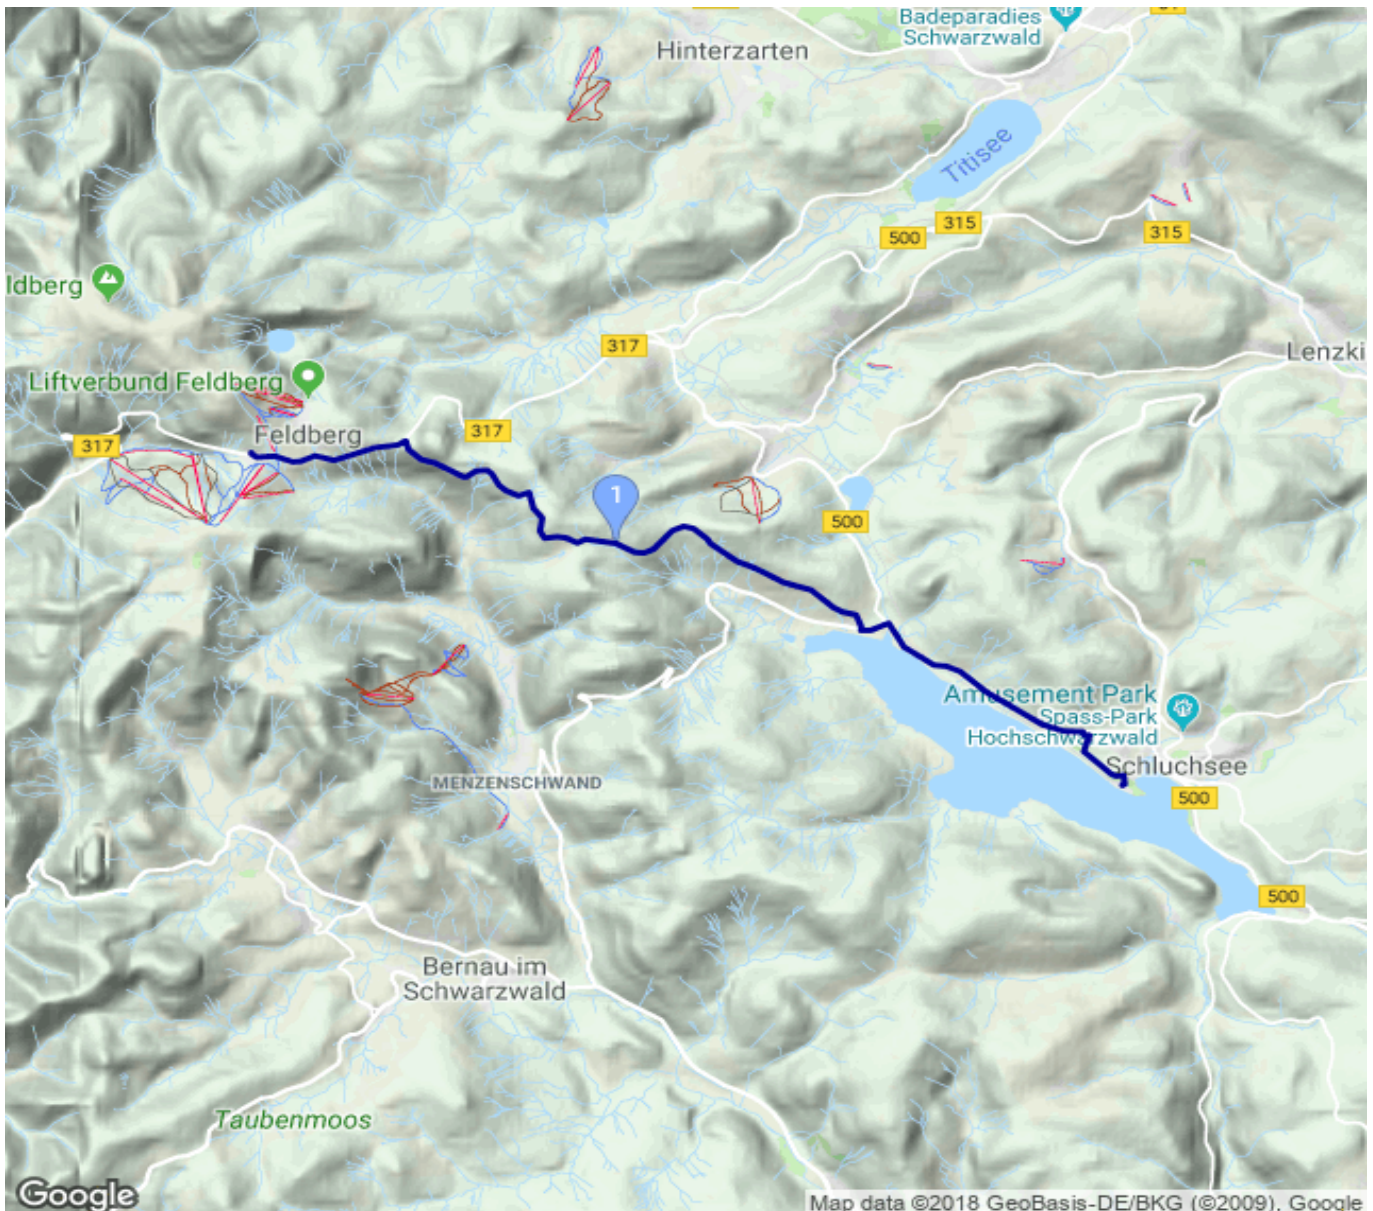 Badeparadies
Schwarzwald
Hinterzarten
Titisee
315
500
315
ldberg
317
Lenzki
Liftverbund Feldberg
317
Feldberg
317
1
500
Amusement Park
Spass-Park
Hochschwarzwald
Schluchsee
MENZENSCHWAND
500
500
Bernau im
Schwarzwald
Taubenmoos
Google
Map data ©2018 GeoBasis-DE/BKG (©2009), Google